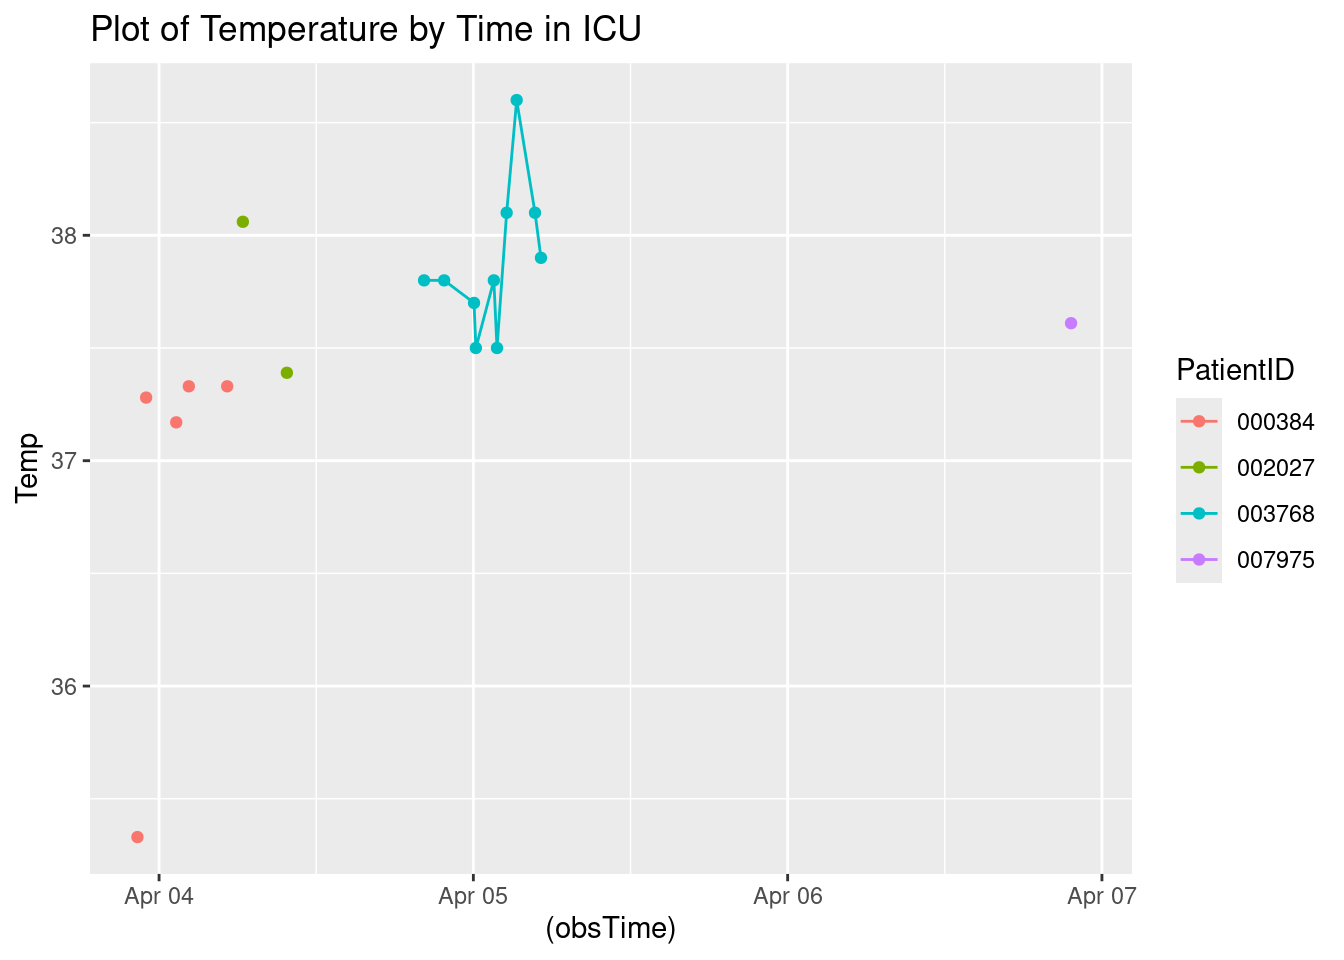 Plot of Temperature by Time in ICU
38
37
36
Temp
Apr 04
Apr 05
Apr 06
Apr 07
(obsTime)
PatientID
000384
002027
003768
007975